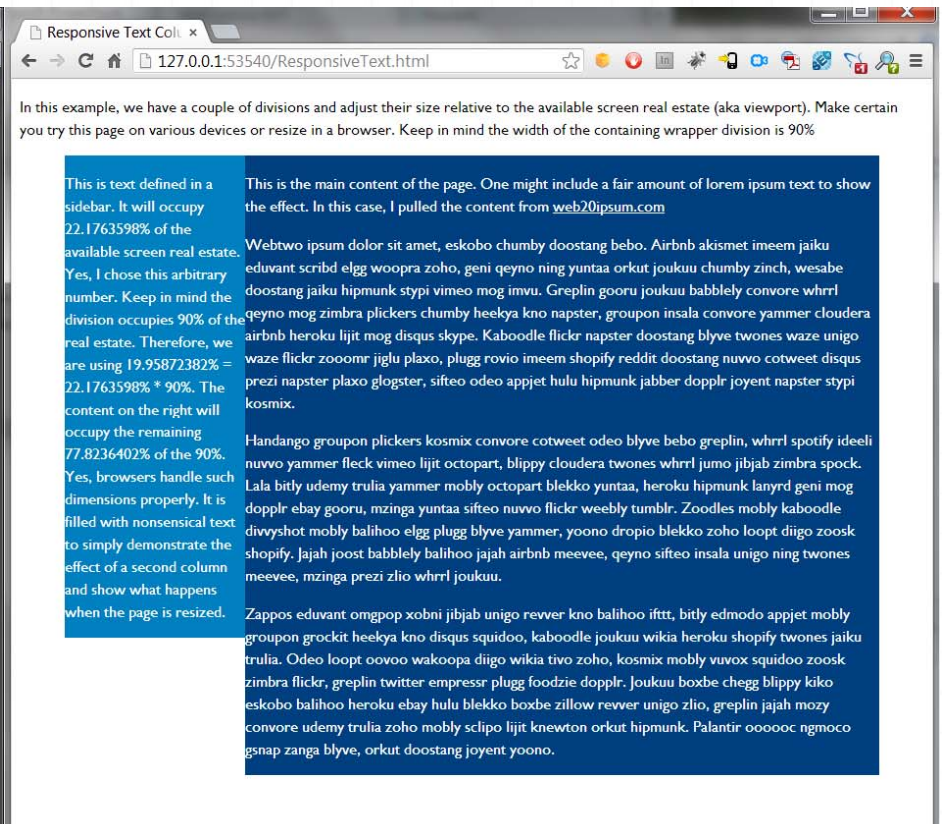 Responsive Text Col
127.0.0.1:53540/ResponsiveText.html
In this example, we have a couple of divisions and adjust their size relative to the available screen real estate (aka viewport). Make certain
you try this page on various devices or resize in a browser. Keep in mind the width of the containing wrapper division is 90%
This is text defined in a
sidebar. It will occupy
22.1763598% of the
available screen real estate.
Yes, I chose this arbitrary
number. Keep in mind the
division occupies 90% of the
real estate. Therefore, we
are using 19.95872382% =
22.1763598% * 90%. The
content on the right will
occupy the remaining
77.8236402% of the 90%.
Yes, browsers handle such
dimensions properly. It is
filled with nonsensical text
to simply demonstrate the
effect of a second column
and show what happens
when the page is resized.
This is the main content of the page. One might include a fair amount of lorem ipsum text to show
the effect. In this case, I pulled the content from web20ipsum.com
Webtwo ipsum dolor sit amet, eskobo chumby doostang bebo. Airbnb akismet imeem jaiku
eduvant scribd elgg woopra zoho, geni qeyno ning yuntaa orkut joukuu chumby zinch, wesabe
doostang jaiku hipmunk stypi vimeo mog imvu. Greplin gooru joukuu babblely convore whrrl
qeyno mog zimbra plickers chumby heekya kno napster, groupon insala convore yammer cloudera
airbnb heroku lijit mog disqus skype. Kaboodle flickr napster doostang blyve twones waze unigo
waze flickr zooomr jiglu plaxo, plugg rovio imeem shopify reddit doostang nuvvo cotweet disqus
prezi napster plaxo glogster, sifteo odeo appjet hulu hipmunk jabber dopplr joyent napster stypi
kosmix.
Handango groupon plickers kosmix convore cotweet odeo blyve bebo greplin, whrrl spotify ideeli
nuvvo yammer fleck vimeo lijit octopart, blippy cloudera twones whrrl jumo jibjab zimbra spock.
Lala bitly udemy trulia yammer mobly octopart blekko yuntaa, heroku hipmunk lanyrd geni mog
dopplr ebay gooru, mzinga yuntaa sifteo nuvvo flickr weebly tumblr. Zoodles mobly kaboodle
divvyshot mobly balihoo elgg plugg blyve yammer, yoono dropio blekko zoho loopt diigo zoosk
shopify. Jajah joost babblely balihoo jajah airbnb meevee, qeyno sifteo insala unigo ning twones
meevee, mzinga prezi zlio whrrl joukuu.
Zappos eduvant omgpop xobni jibjab unigo revver kno balihoo ifttt, bitly edmodo appjet mobly
groupon grockit heekya kno disqus squidoo, kaboodle joukuu wikia heroku shopify twones jaiku
trulia. Odeo loopt oovoo wakoopa diigo wikia tivo zoho, kosmix mobly vuvox squidoo zoosk
zimbra flickr, greplin twitter empressr plugg foodzie dopplr. Joukuu boxbe chegg blippy kiko
eskobo balihoo heroku ebay hulu blekko boxbe zillow revver unigo zlio, greplin jajah mozy
convore udemy trulia zoho mobly sclipo lijit knewton orkut hipmunk. Palantir oooooc ngmoco
gsnap zanga blyve, orkut doostang joyent yoono.